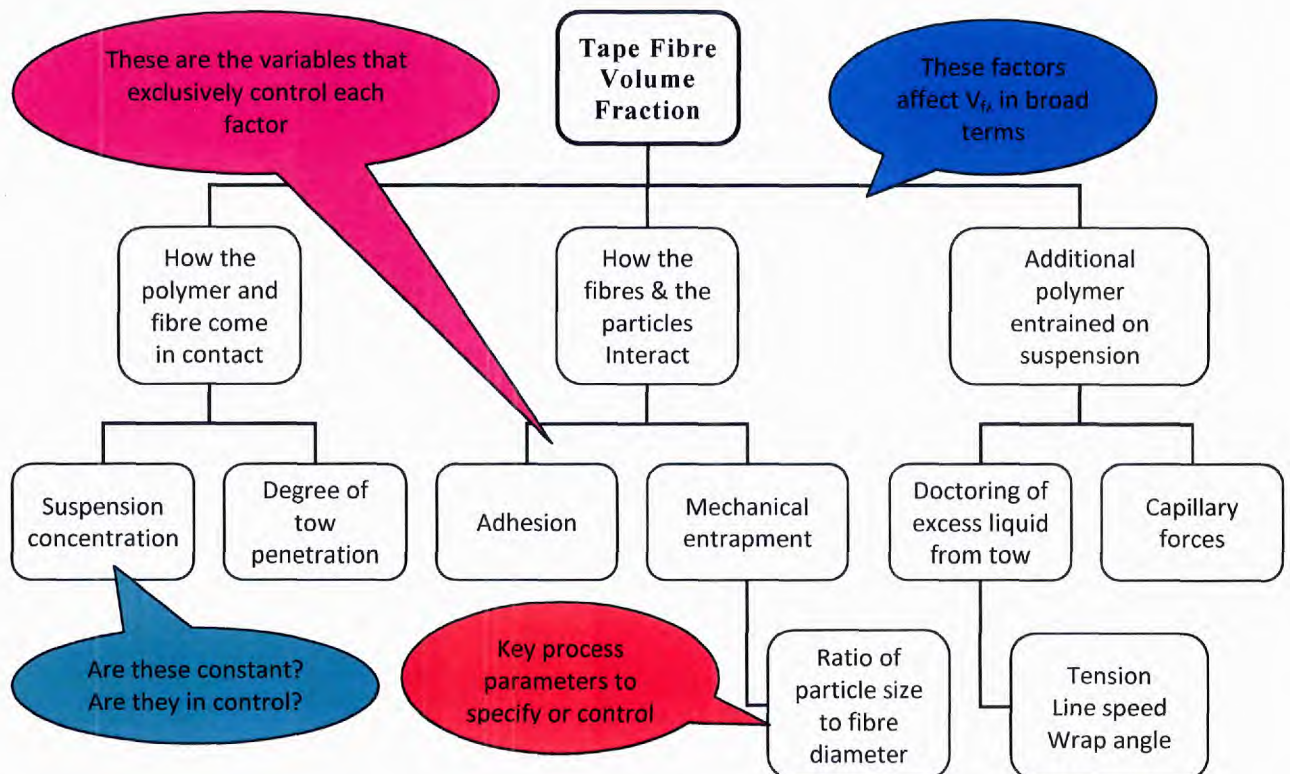 These are the variables that
exclusively control each
factor
Tape Fibre
Volume
Fraction
These factors
affect Vf, in broad
terms
How the
polymer and
fibre come
in contact
How the
fibres & the
particles
Interact
Additional
polymer
entrained on
suspension
Suspension
concentration
Degree of
tow
penetration
Adhesion
Mechanical
entrapment
Doctoring of
excess liquid
from tow
Capillary
forces
Are these constant?
Are they in control?
Key process
parameters to
specify or control
Ratio of
particle size
to fibre
diameter
Tension
Line speed
Wrap angle